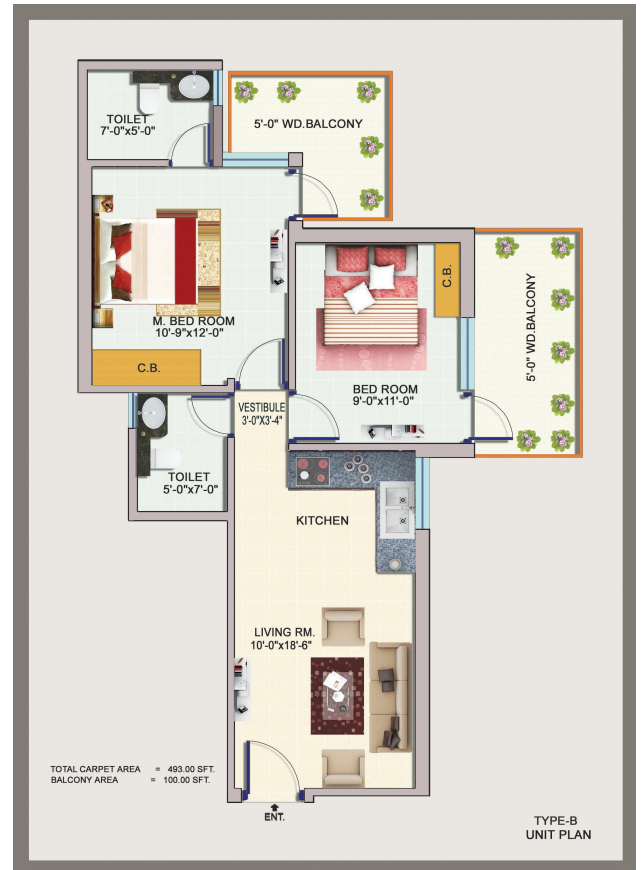 TOILET
7'-0"x5'-0"
5'-0" WD.BALCONY
M. BED ROOM
10'-9"x12'-0"
C.B.
C.B.
5'-0" WD.BALCONY
BED ROOM
9'-0"x11'-0"
VESTIBULE
3'-0"X3'-4"
TOILET
5'-0"x7'-0"
KITCHEN
LIVING RM.
10'-0"x18'-6"
TOTAL CARPET AREA = 493.00 SFT.
BALCONY AREA = 100.00 SFT.
ENT.
TYPE-B
UNIT PLAN